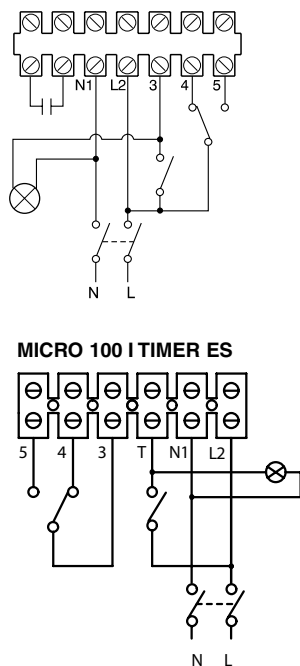 N1 L2 3 4 5
N L
MICRO 100 I TIMER ES
5 4 3 T N1 L2
N L